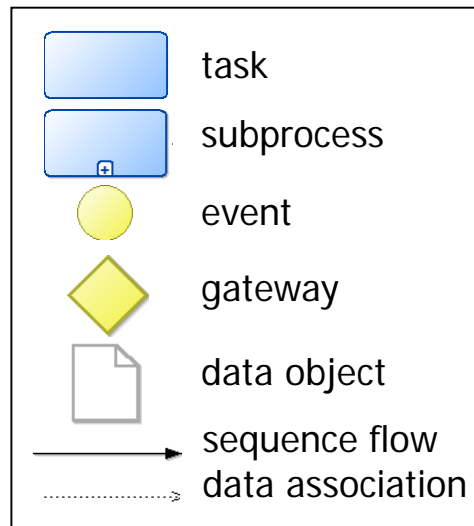 task
subprocess
event
gateway
data object
sequence flow
data association